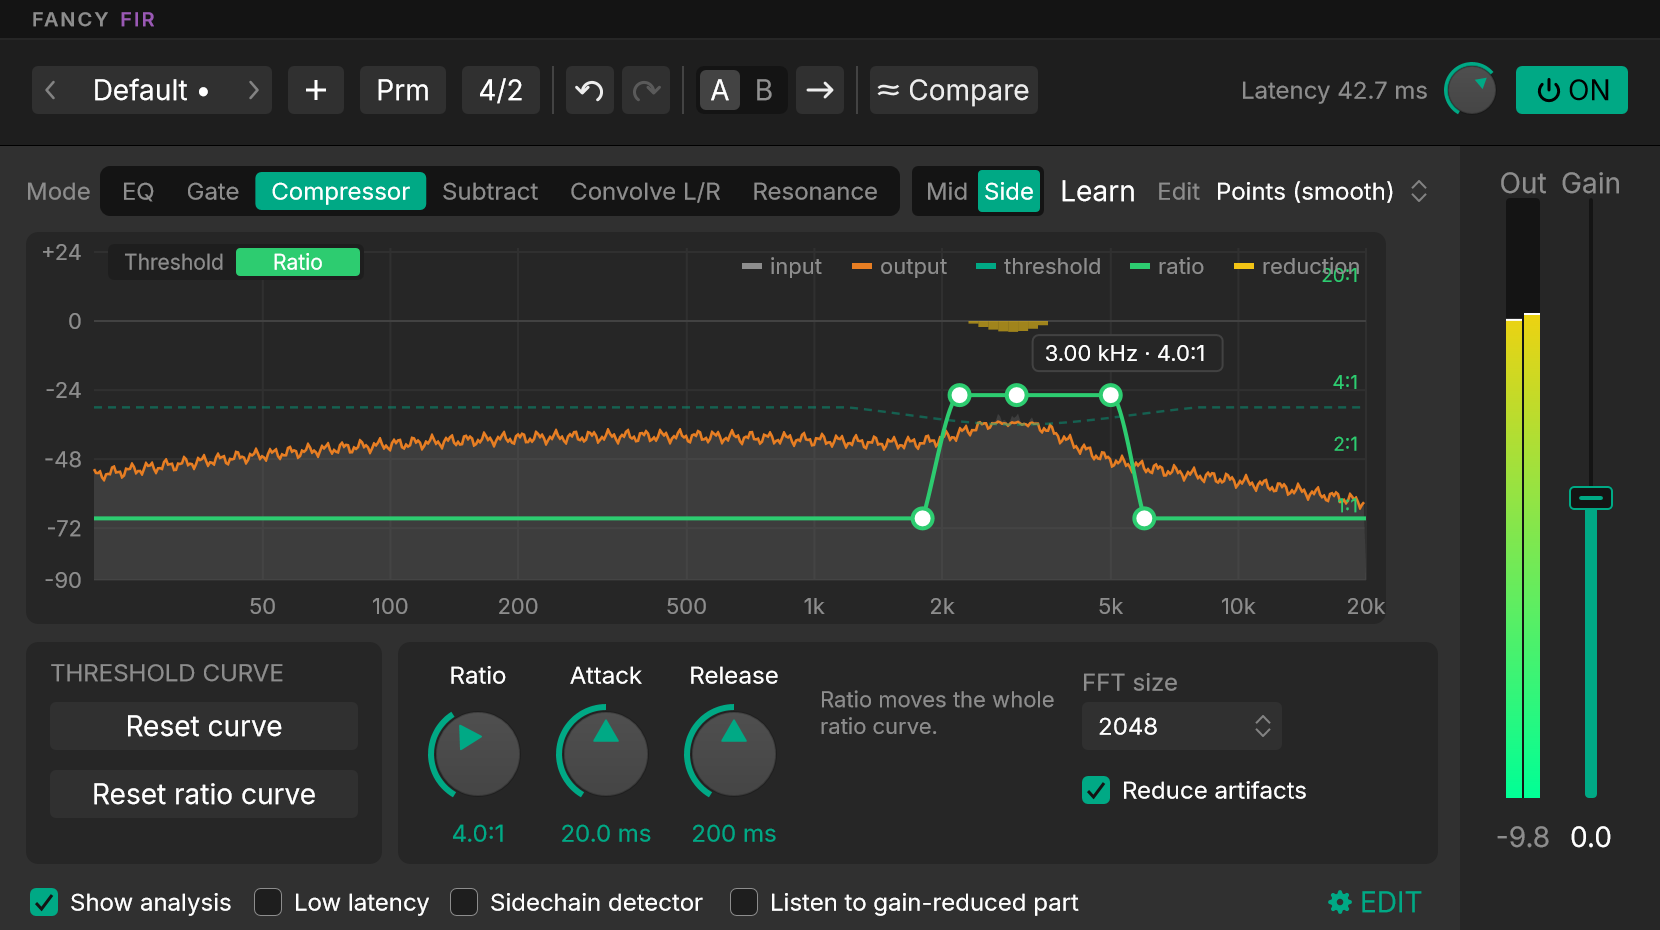 FANCY FIR
Default •
+
Prm
4/2
A B
→
≈ Compare
Latency 42.7 ms
ON
Mode EQ Gate Compressor Subtract Convolve L/R Resonance
Mid Side
Learn
Edit Points (smooth)
Out Gain
Threshold Ratio
input output threshold ratio reduction
+24
0
-24
-48
-72
-90
20:1
4:1
2:1
1:1
3.00 kHz · 4.0:1
50 100 200 500 1k 2k 5k 10k 20k
THRESHOLD CURVE
Reset curve
Reset ratio curve
Ratio Attack Release
4.0:1 20.0 ms 200 ms
Ratio moves the whole
ratio curve.
FFT size
2048
Reduce artifacts
-9.8 0.0
Show analysis Low latency Sidechain detector Listen to gain-reduced part
EDIT